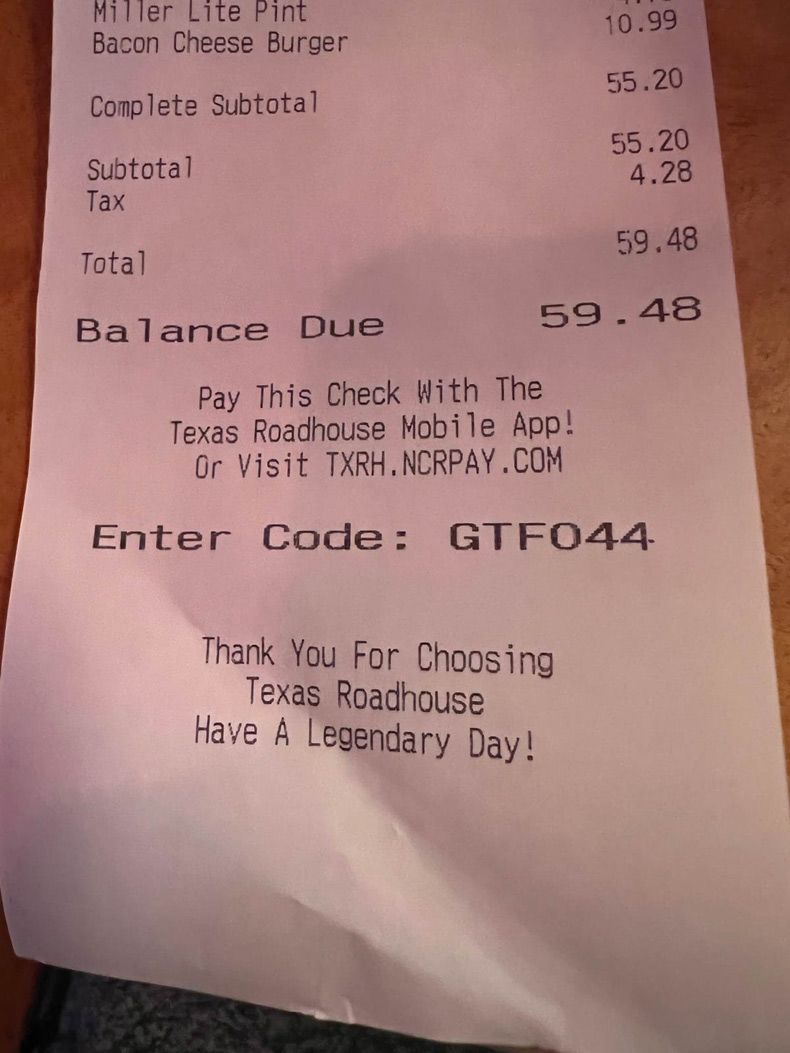 Miller Lite Pint
Bacon Cheese Burger 10.99
Complete Subtotal 55.20
Subtotal 55.20
Tax 4.28
Total 59.48
Balance Due 59.48
Pay This Check With The
Texas Roadhouse Mobile App!
Or Visit TXRH.NCRPAY.COM
Enter Code: GTFO44
Thank You For Choosing
Texas Roadhouse
Have A Legendary Day!